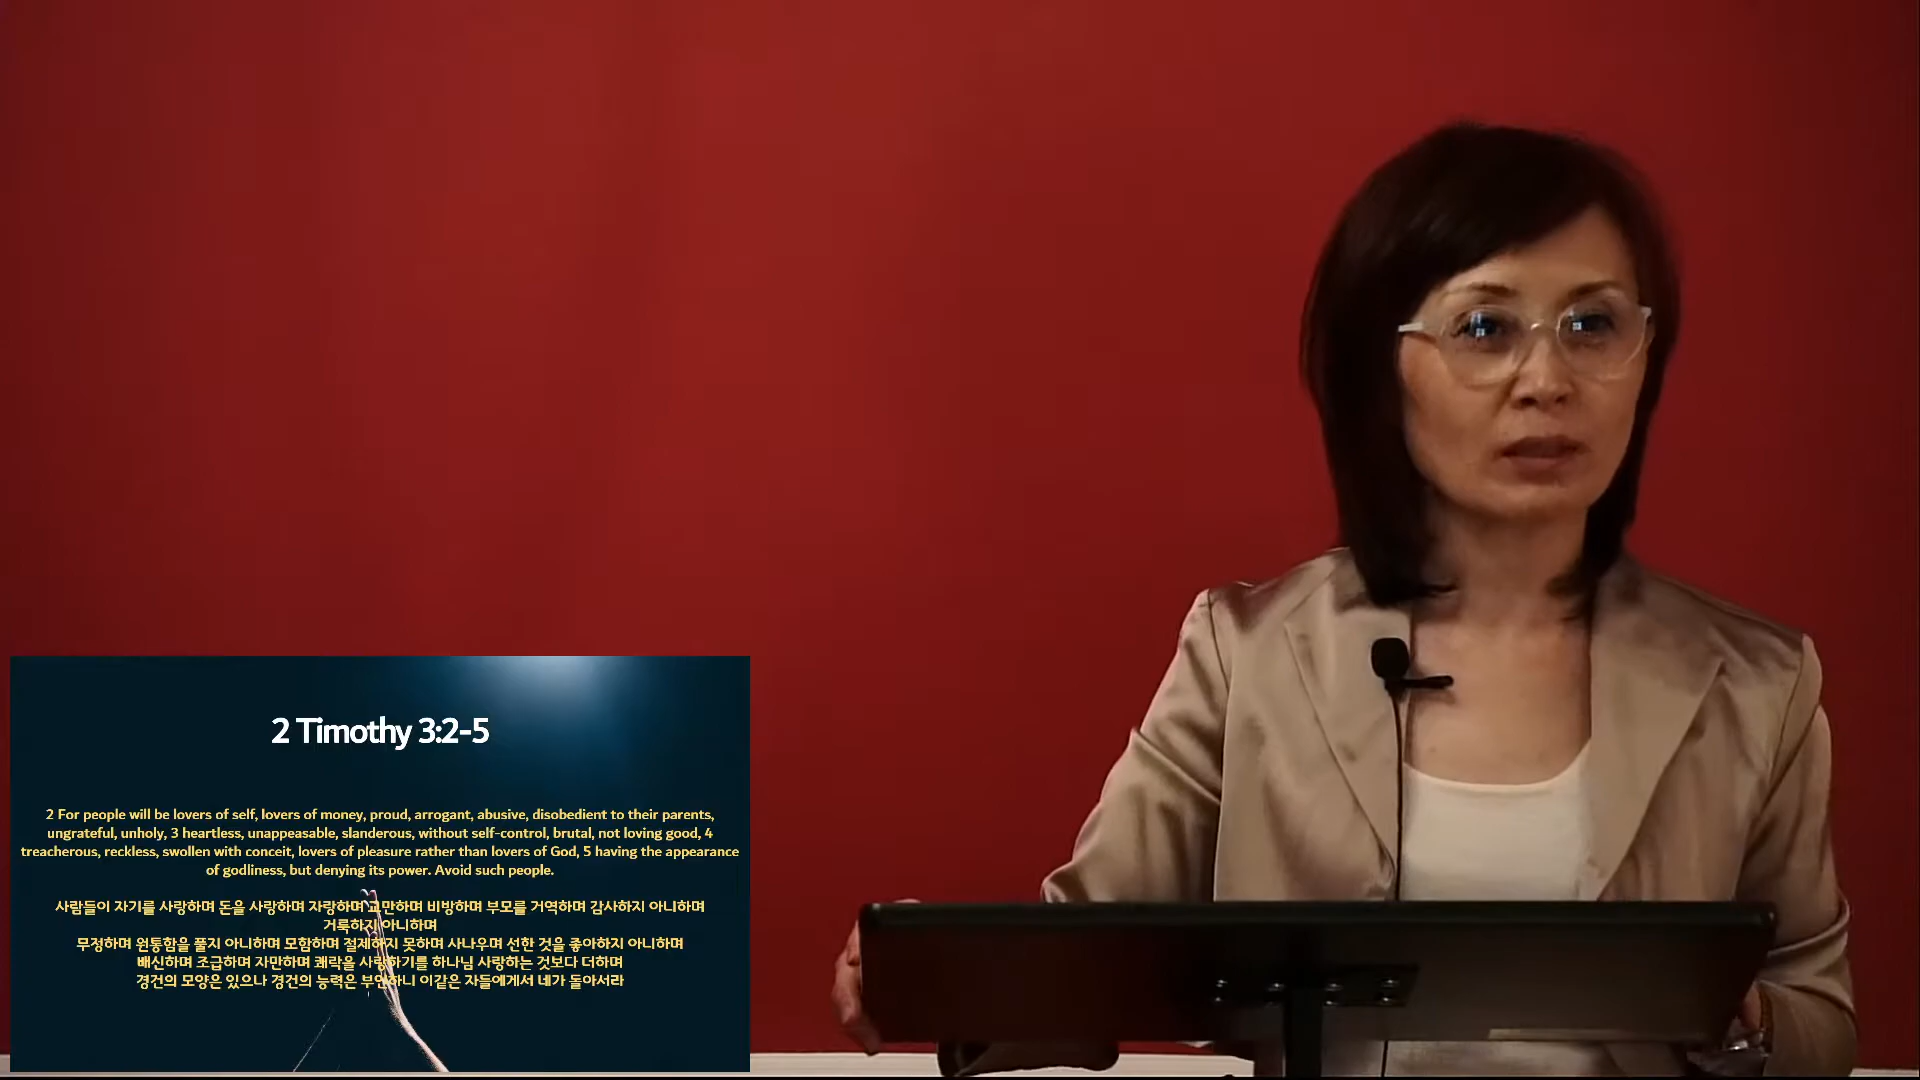 2 Timothy 3:2-5
2 For people will be lovers of self, lovers of money, proud, arrogant, abusive, disobedient to their parents,
ungrateful, unholy, 3 heartless, unappeasable, slanderous, without self-control, brutal, not loving good, 4
treacherous, reckless, swollen with conceit, lovers of pleasure rather than lovers of God, 5 having the appearance
of godliness, but denying its power. Avoid such people.
사람들이 자기를 사랑하며 돈을 사랑하며 자랑하며 교만하며 비방하며 부모를 거역하며 감사하지 아니하며
거룩하지 아니하며
무정하며 원통함을 풀지 아니하며 모함하며 절제하지 못하며 사나우며 선한 것을 좋아하지 아니하며
배신하며 조급하며 자만하며 쾌락을 사랑하기를 하나님 사랑하는 것보다 더하며
경건의 모양은 있으나 경건의 능력은 부인하니 이같은 자들에게서 네가 돌아서라